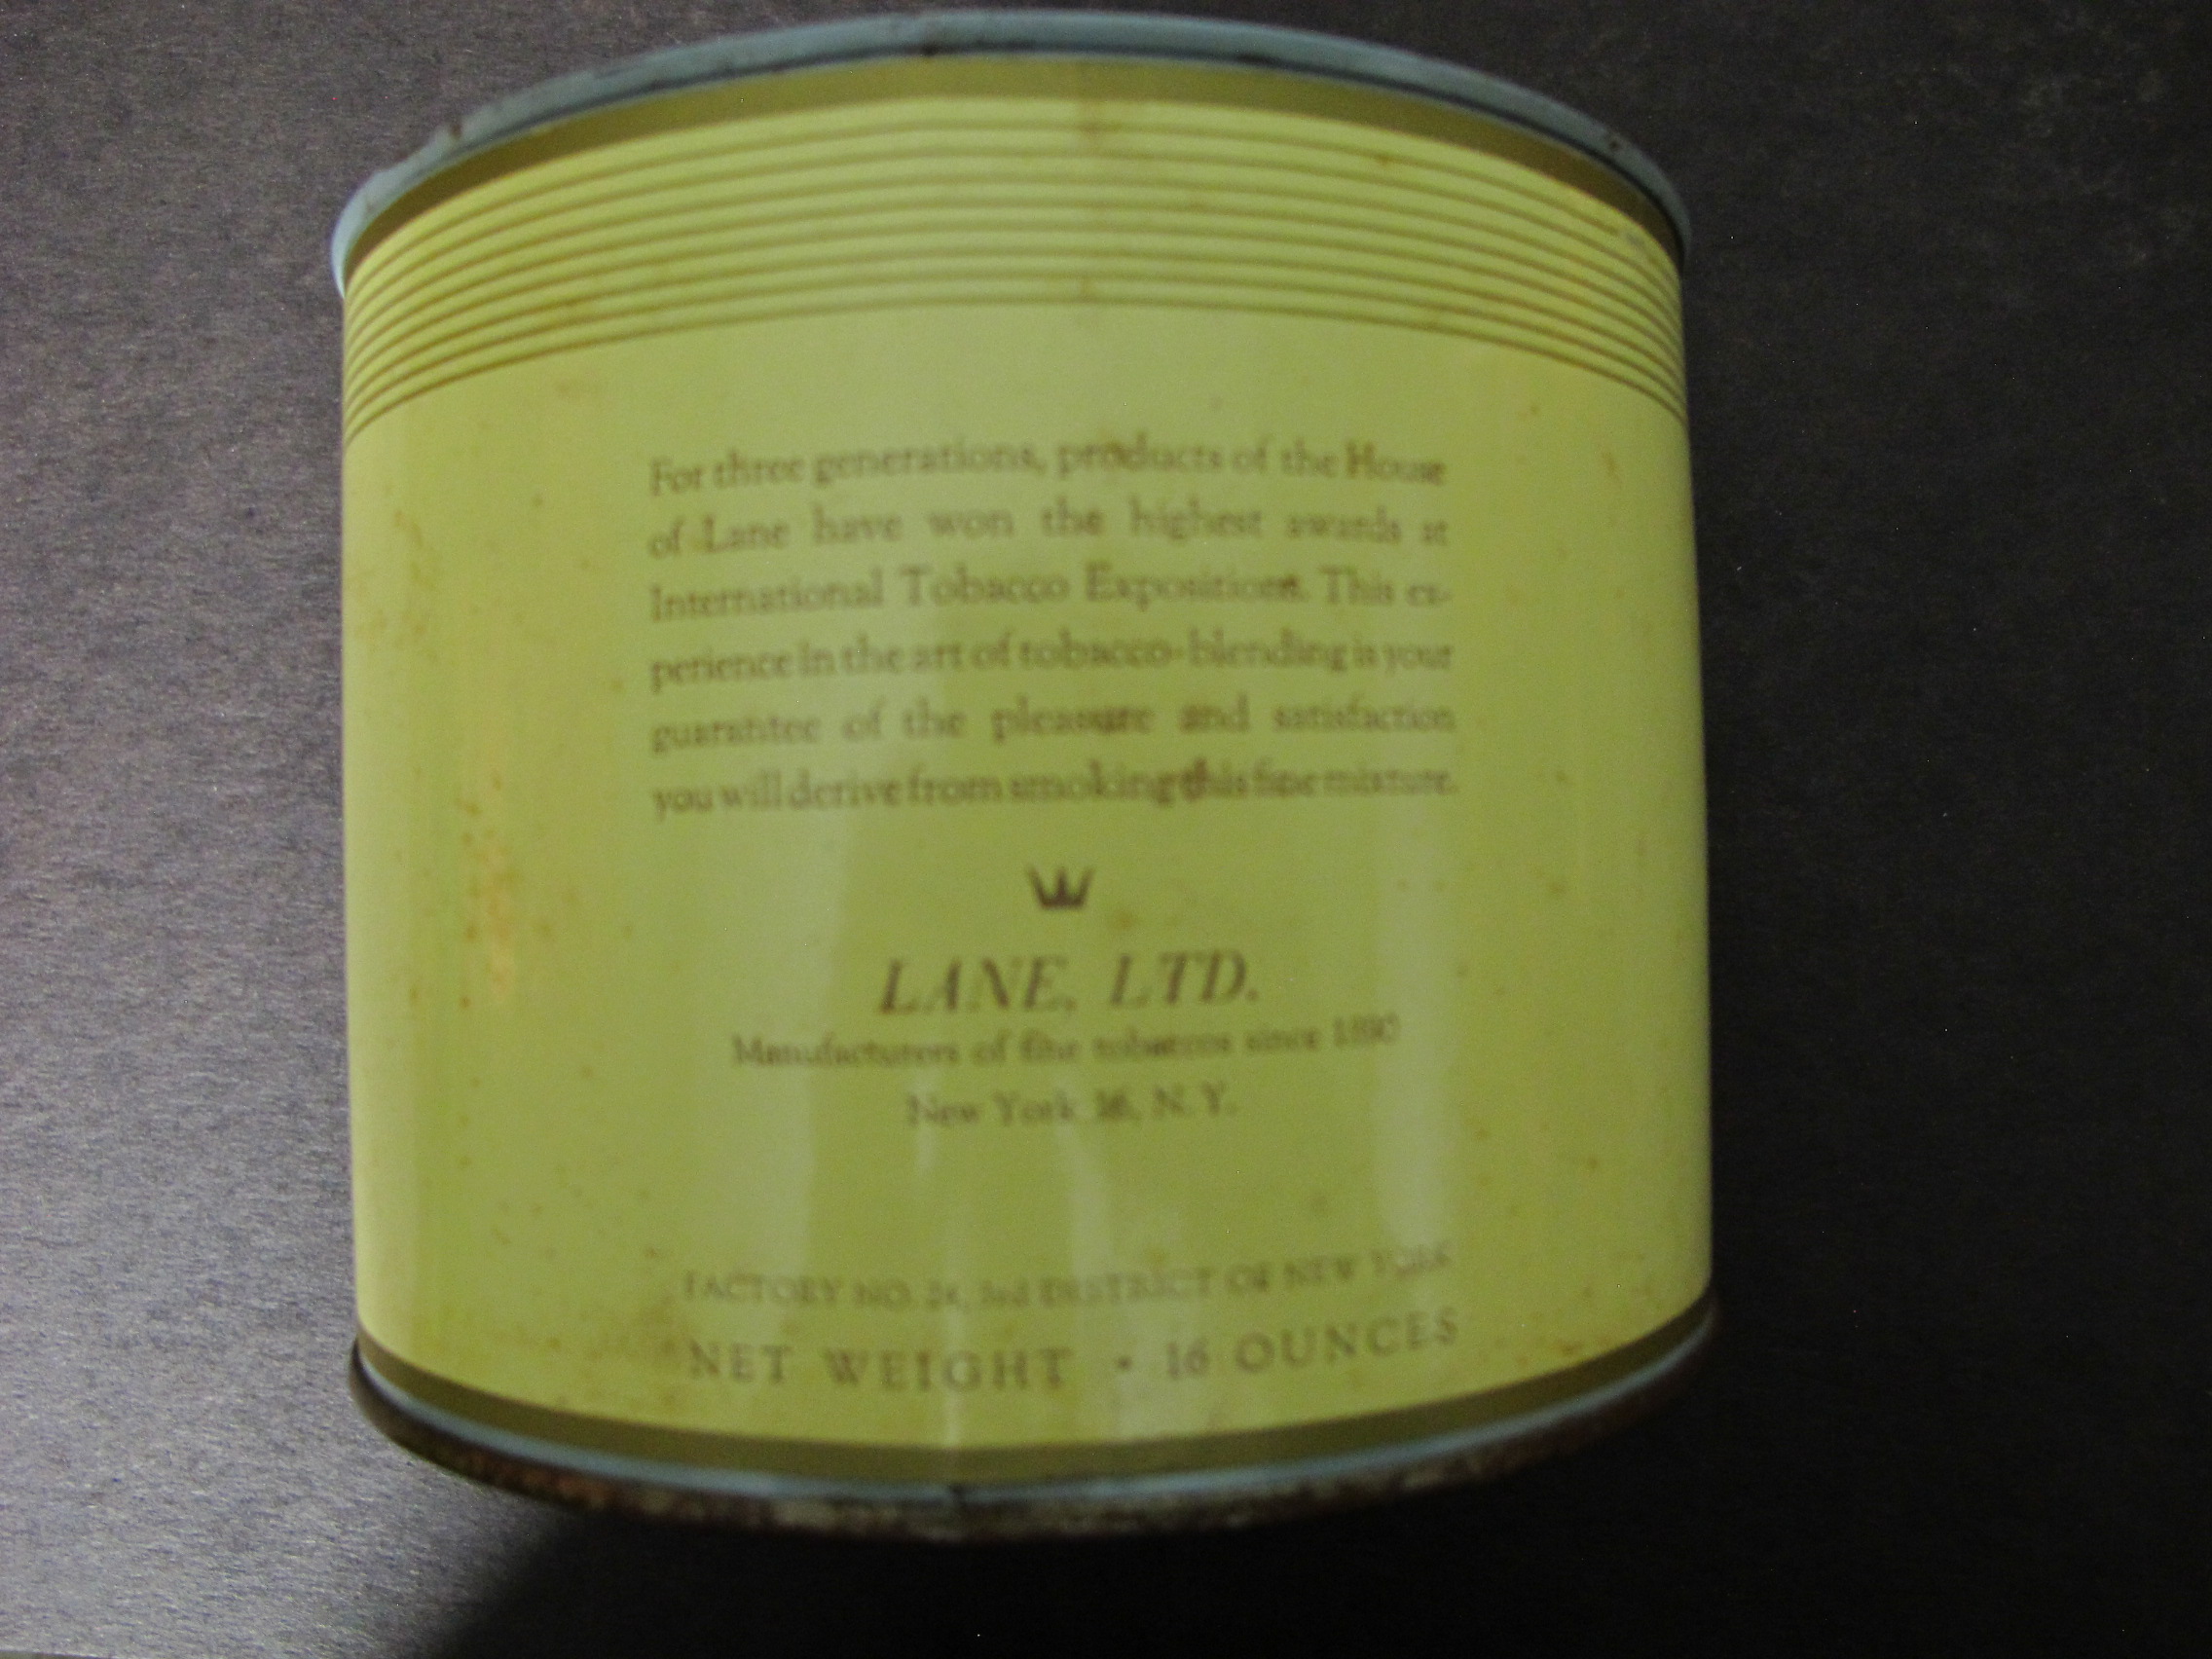 For three generations, products of the House
of Lane have won the highest awards at
International Tobacco Expositions. This ex-
perience in the art of tobacco-blending is your
guarantee of the pleasure and satisfaction
you will derive from smoking this fine mixture.
LANE, LTD.
Manufacturers of fine tobaccos since 1890
New York 16, N. Y.
FACTORY NO. 24, DISTRICT OF NEW YORK
NET WEIGHT • 16 OUNCES